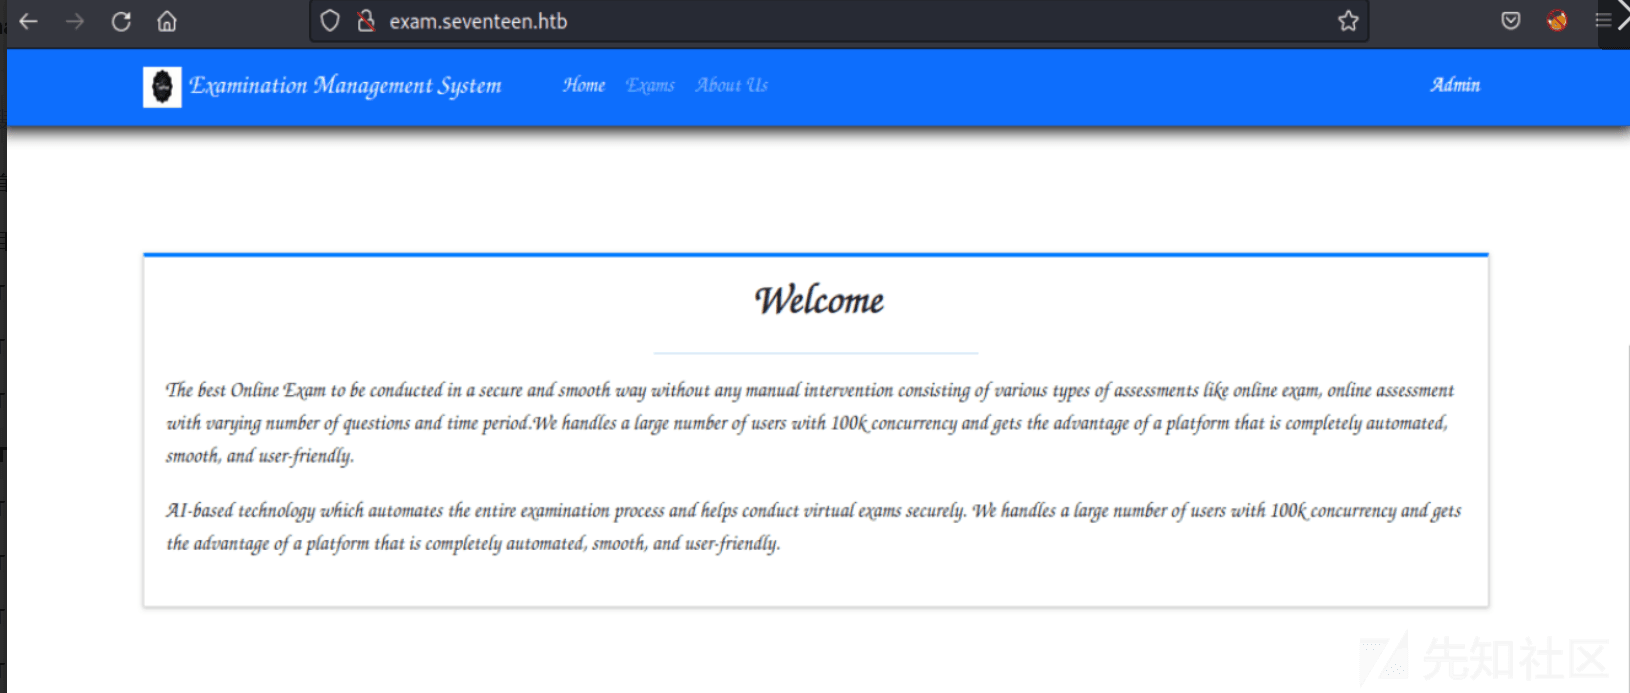 exam.seventeen.htb
Examination Management System Home Exams About Us Admin
Welcome
The best Online Exam to be conducted in a secure and smooth way without any manual intervention consisting of various types of assessments like online exam, online assessment
with varying number of questions and time period.We handles a large number of users with 100k concurrency and gets the advantage of a platform that is completely automated,
smooth, and user-friendly.
AI-based technology which automates the entire examination process and helps conduct virtual exams securely. We handles a large number of users with 100k concurrency and gets
the advantage of a platform that is completely automated, smooth, and user-friendly.
先知社区